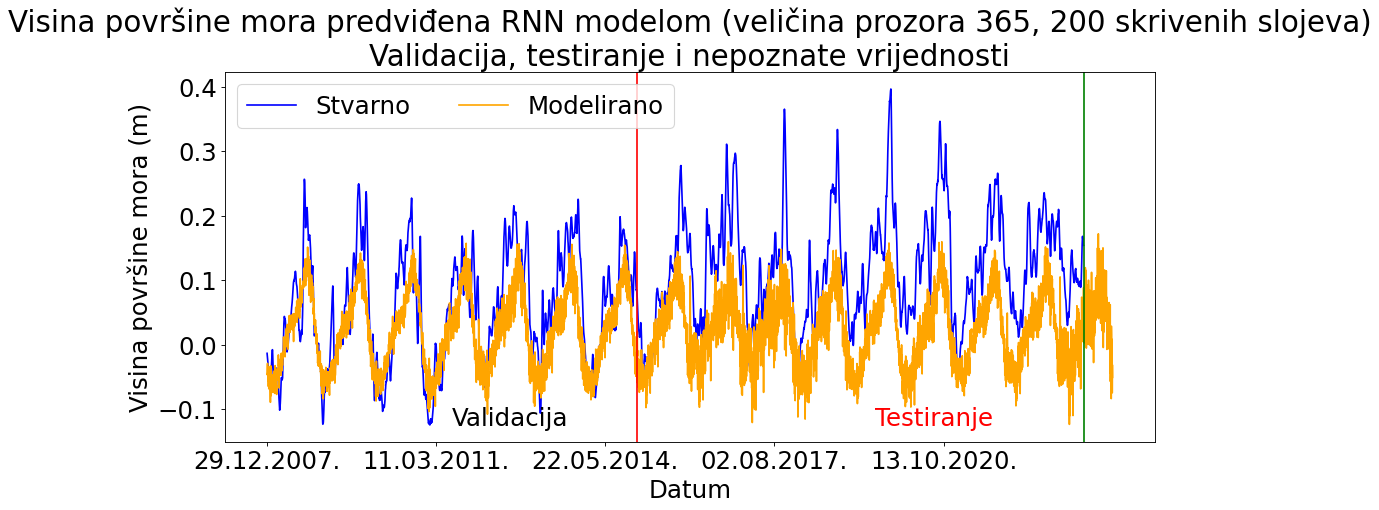 Visina površine mora predviđena RNN modelom (veličina prozora 365, 200 skrivenih slojeva)
Validacija, testiranje i nepoznate vrijednosti
Stvarno
Modelirano
Visina površine mora (m)
0.4
0.3
0.2
0.1
0.0
−0.1
Validacija
Testiranje
29.12.2007.
11.03.2011.
22.05.2014.
02.08.2017.
13.10.2020.
Datum